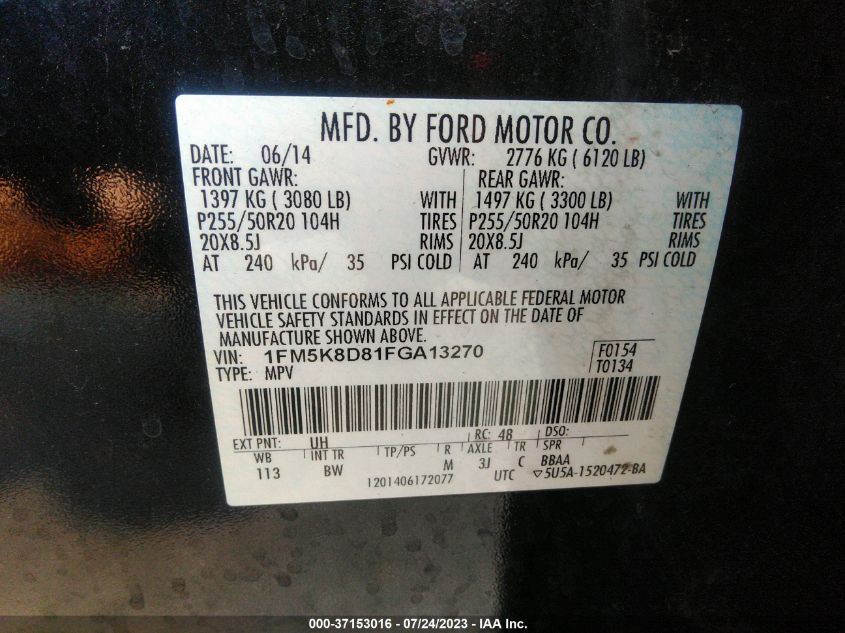 MFD. BY FORD MOTOR CO.
DATE: 06/14 GVWR: 2776 KG ( 6120 LB)
FRONT GAWR: REAR GAWR:
1397 KG ( 3080 LB) WITH 1497 KG ( 3300 LB) WITH
P255/50R20 104H TIRES P255/50R20 104H TIRES
20X8.5J RIMS 20X8.5J RIMS
AT 240 kPa/ 35 PSI COLD AT 240 kPa/ 35 PSI COLD
THIS VEHICLE CONFORMS TO ALL APPLICABLE FEDERAL MOTOR
VEHICLE SAFETY STANDARDS IN EFFECT ON THE DATE OF
MANUFACTURE SHOWN ABOVE.
VIN: 1FM5K8D81FGA13270 F0154
TYPE: MPV T0134
EXT PNT: UH RC: 48 DSO:
WB INT TR TP/PS R AXLE TR SPR
113 BW M 3J C BBAA
1201406172077 UTC ▽5U5A-1520472-BA
000-37153016 - 07/24/2023 - IAA Inc.